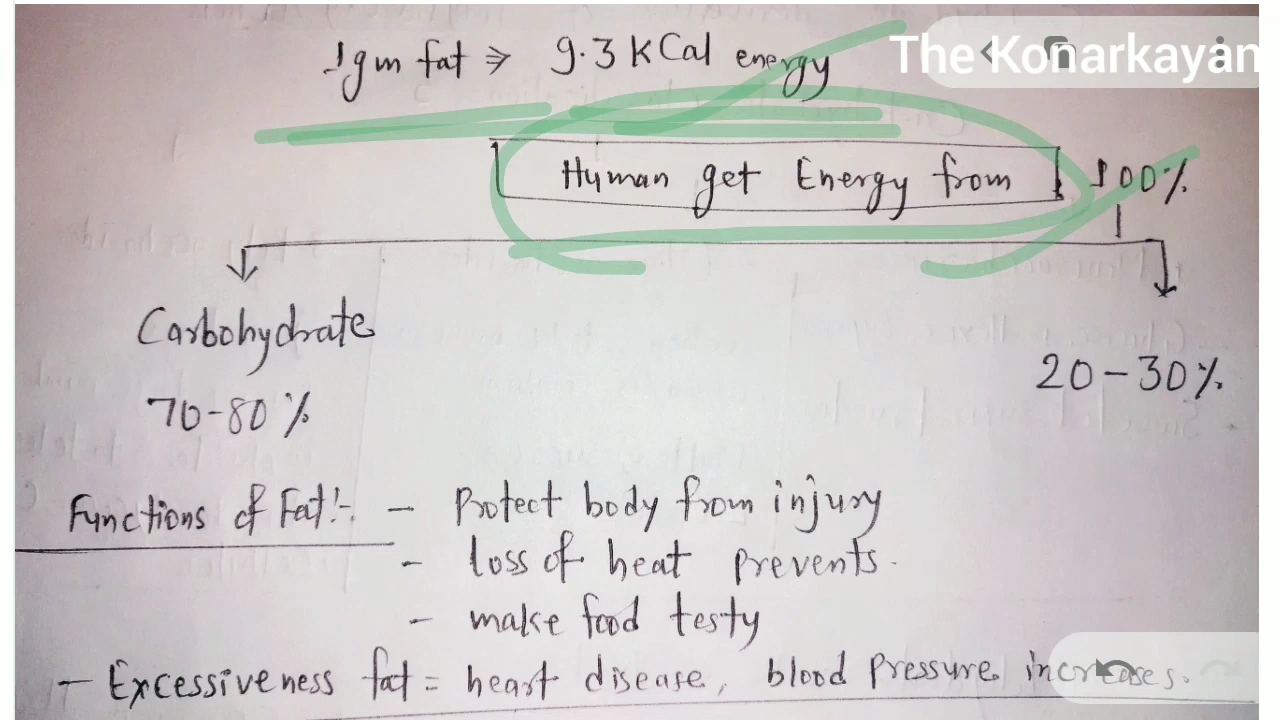 1gm fat ⇒ 9.3 KCal energy
The Konarkayan
Human get Energy from 100%
Carbohydrate
70-80%
20-30%
Functions of Fat:- - Protect body from injury
- loss of heat prevents.
- make food testy
- Excessiveness fat = heart disease, blood pressure increases.